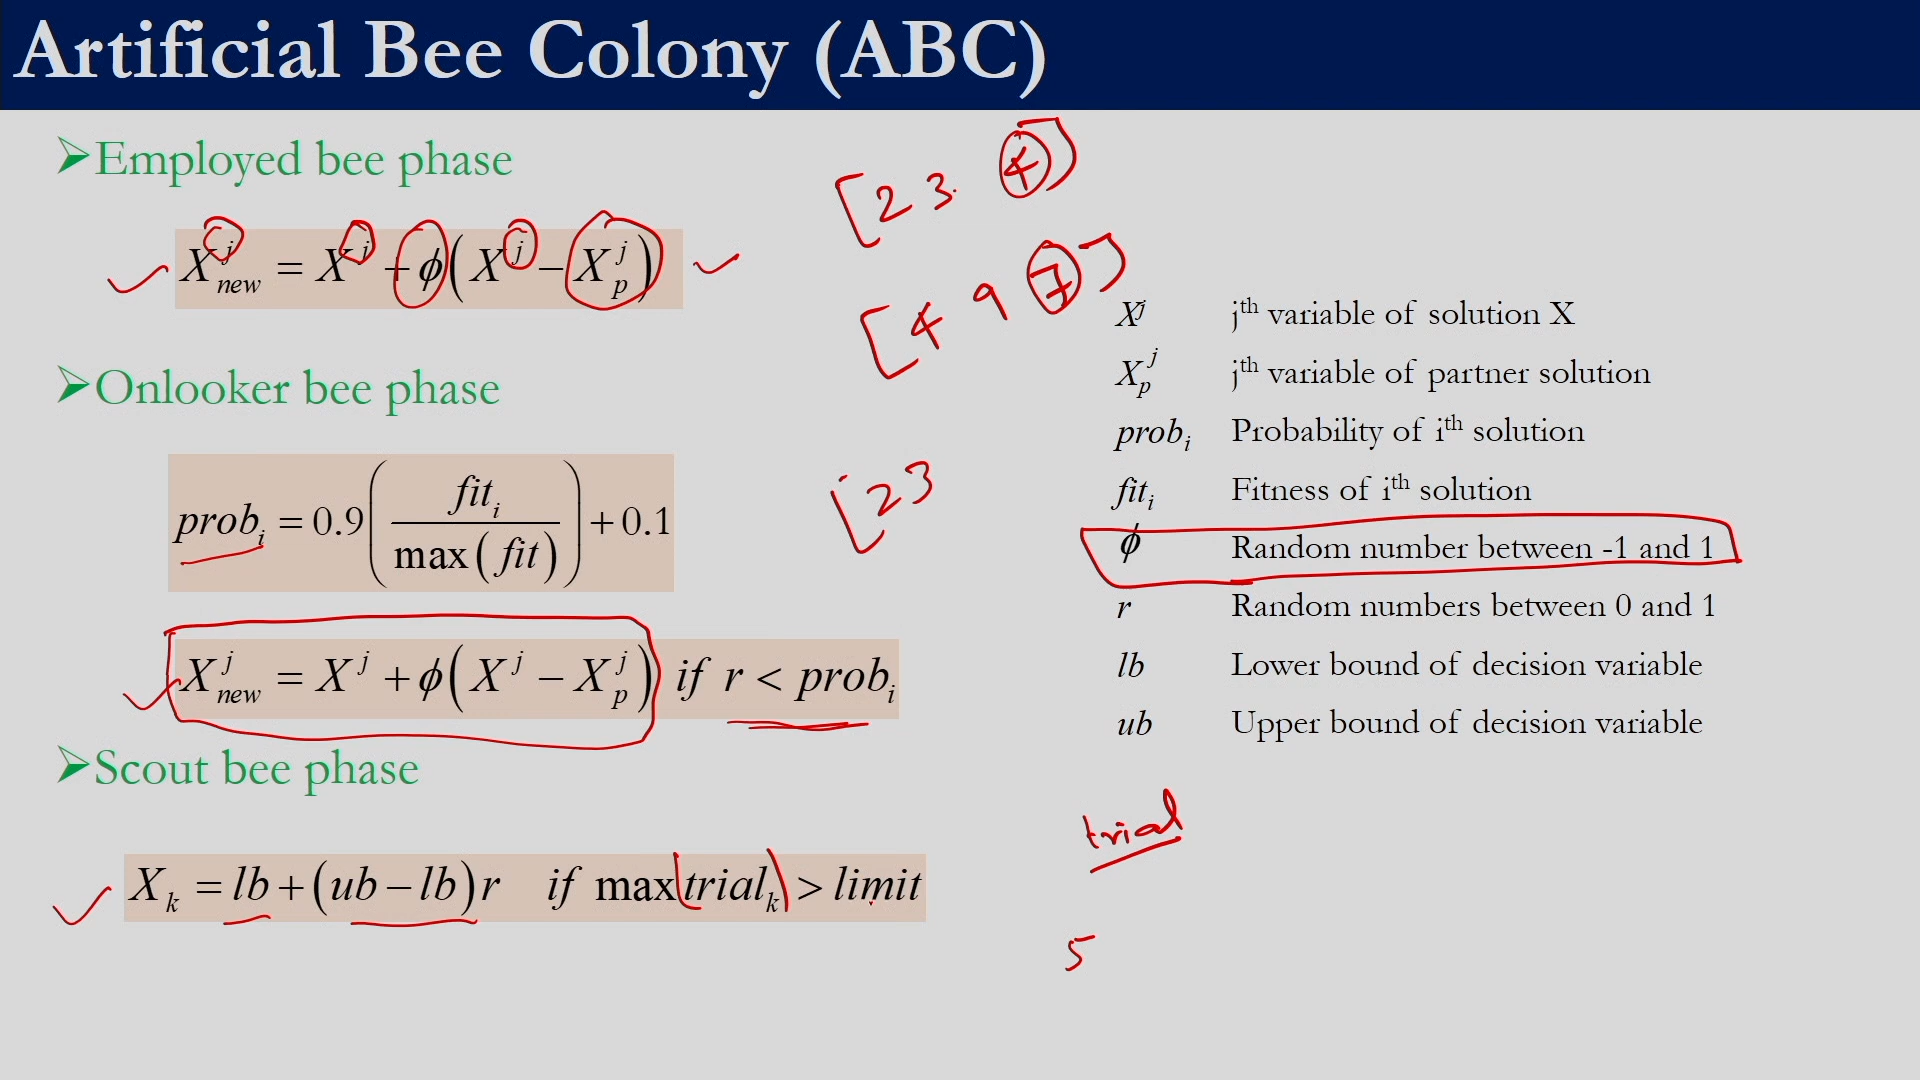 Artificial Bee Colony (ABC)
➢Employed bee phase
X^j_new = X^j + ϕ(X^j − X_p^j)
[2 3 4]
[4 9 7]
➢Onlooker bee phase
prob_i = 0.9(fit_i / max(fit)) + 0.1
[2 3
X^j_new = X^j + ϕ(X^j − X_p^j) if r < prob_i
➢Scout bee phase
X_k = lb + (ub − lb)r if max(trial_k) > limit
X^j j^th variable of solution X
X_p^j j^th variable of partner solution
prob_i Probability of i^th solution
fit_i Fitness of i^th solution
ϕ Random number between -1 and 1
r Random numbers between 0 and 1
lb Lower bound of decision variable
ub Upper bound of decision variable
trial
5